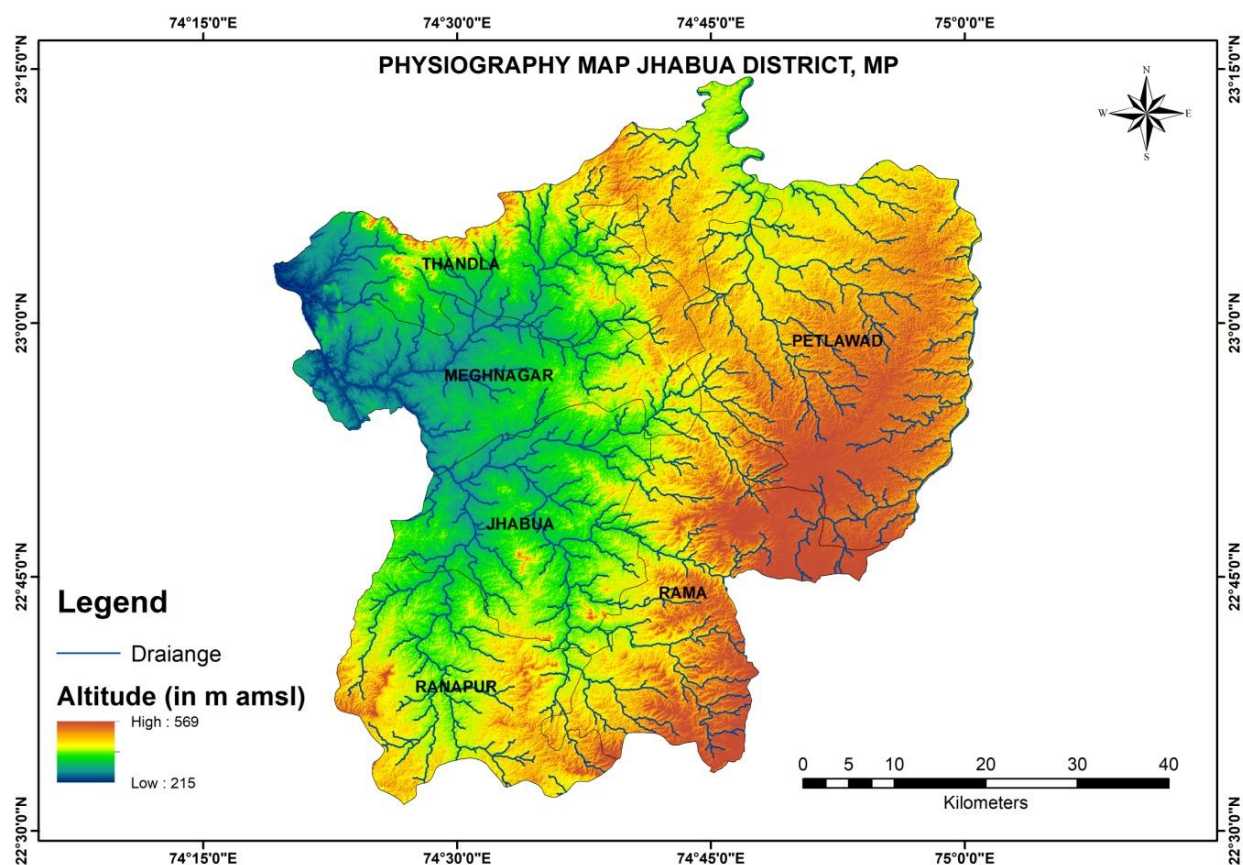 74°15'0"E 74°30'0"E 74°45'0"E 75°0'0"E
23°15'0"N 23°15'0"N
PHYSIOGRAPHY MAP JHABUA DISTRICT, MP
N
W E
S
THANDLA
23°0'0"N 23°0'0"N
PETLAWAD
MEGHNAGAR
JHABUA
22°45'0"N 22°45'0"N
RAMA
Legend
Draiange
RANAPUR
Altitude (in m amsl)
High : 569
Low : 215
0 5 10 20 30 40
Kilometers
22°30'0"N 22°30'0"N
74°15'0"E 74°30'0"E 74°45'0"E 75°0'0"E